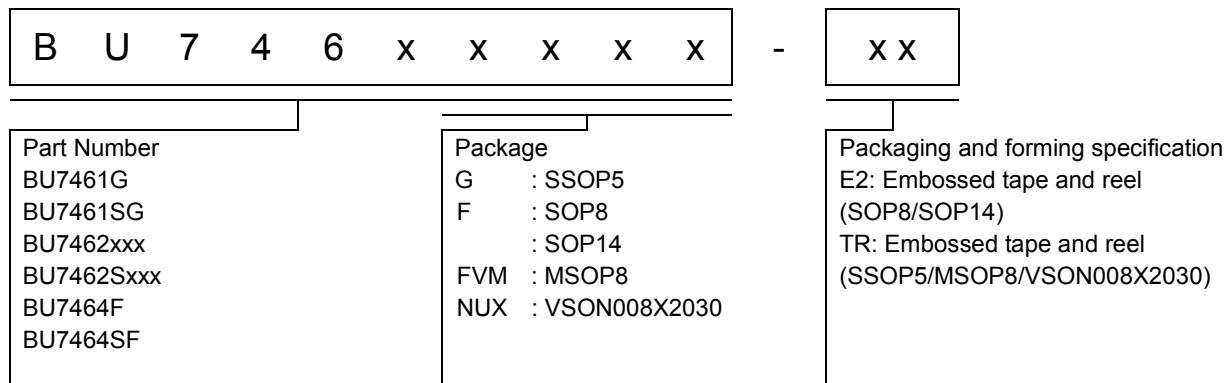 B U 7 4 6 x x x x x - x x
Part Number
BU7461G
BU7461SG
BU7462xxx
BU7462Sxxx
BU7464F
BU7464SF
Package
G : SSOP5
F : SOP8
: SOP14
FVM : MSOP8
NUX : VSON008X2030
Packaging and forming specification
E2: Embossed tape and reel
(SOP8/SOP14)
TR: Embossed tape and reel
(SSOP5/MSOP8/VSON008X2030)